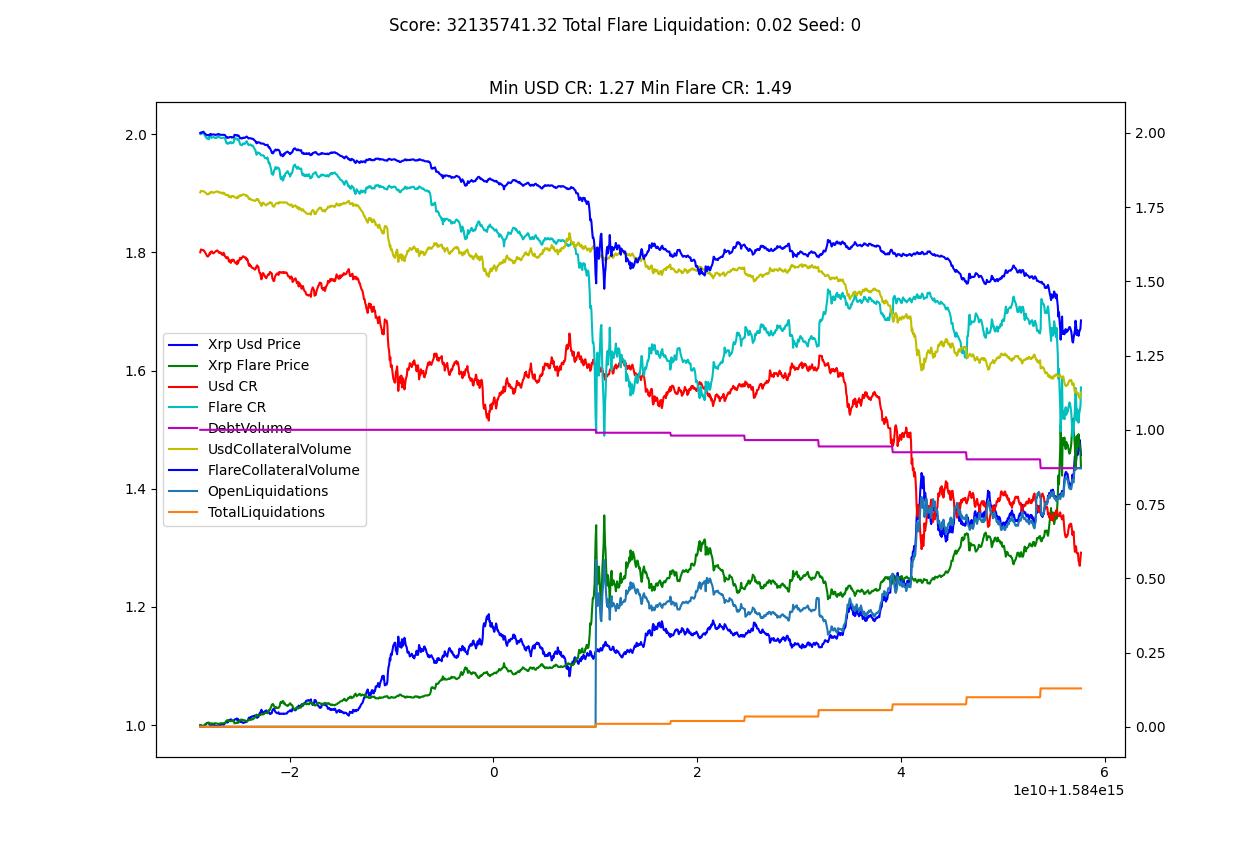 Score: 32135741.32 Total Flare Liquidation: 0.02 Seed: 0
Min USD CR: 1.27 Min Flare CR: 1.49
2.0
1.8
1.6
1.4
1.2
1.0
2.00
1.75
1.50
1.25
1.00
0.75
0.50
0.25
0.00
Xrp Usd Price
Xrp Flare Price
Usd CR
Flare CR
DebtVolume
UsdCollateralVolume
FlareCollateralVolume
OpenLiquidations
TotalLiquidations
−2
0
2
4
6
1e10+1.584e15